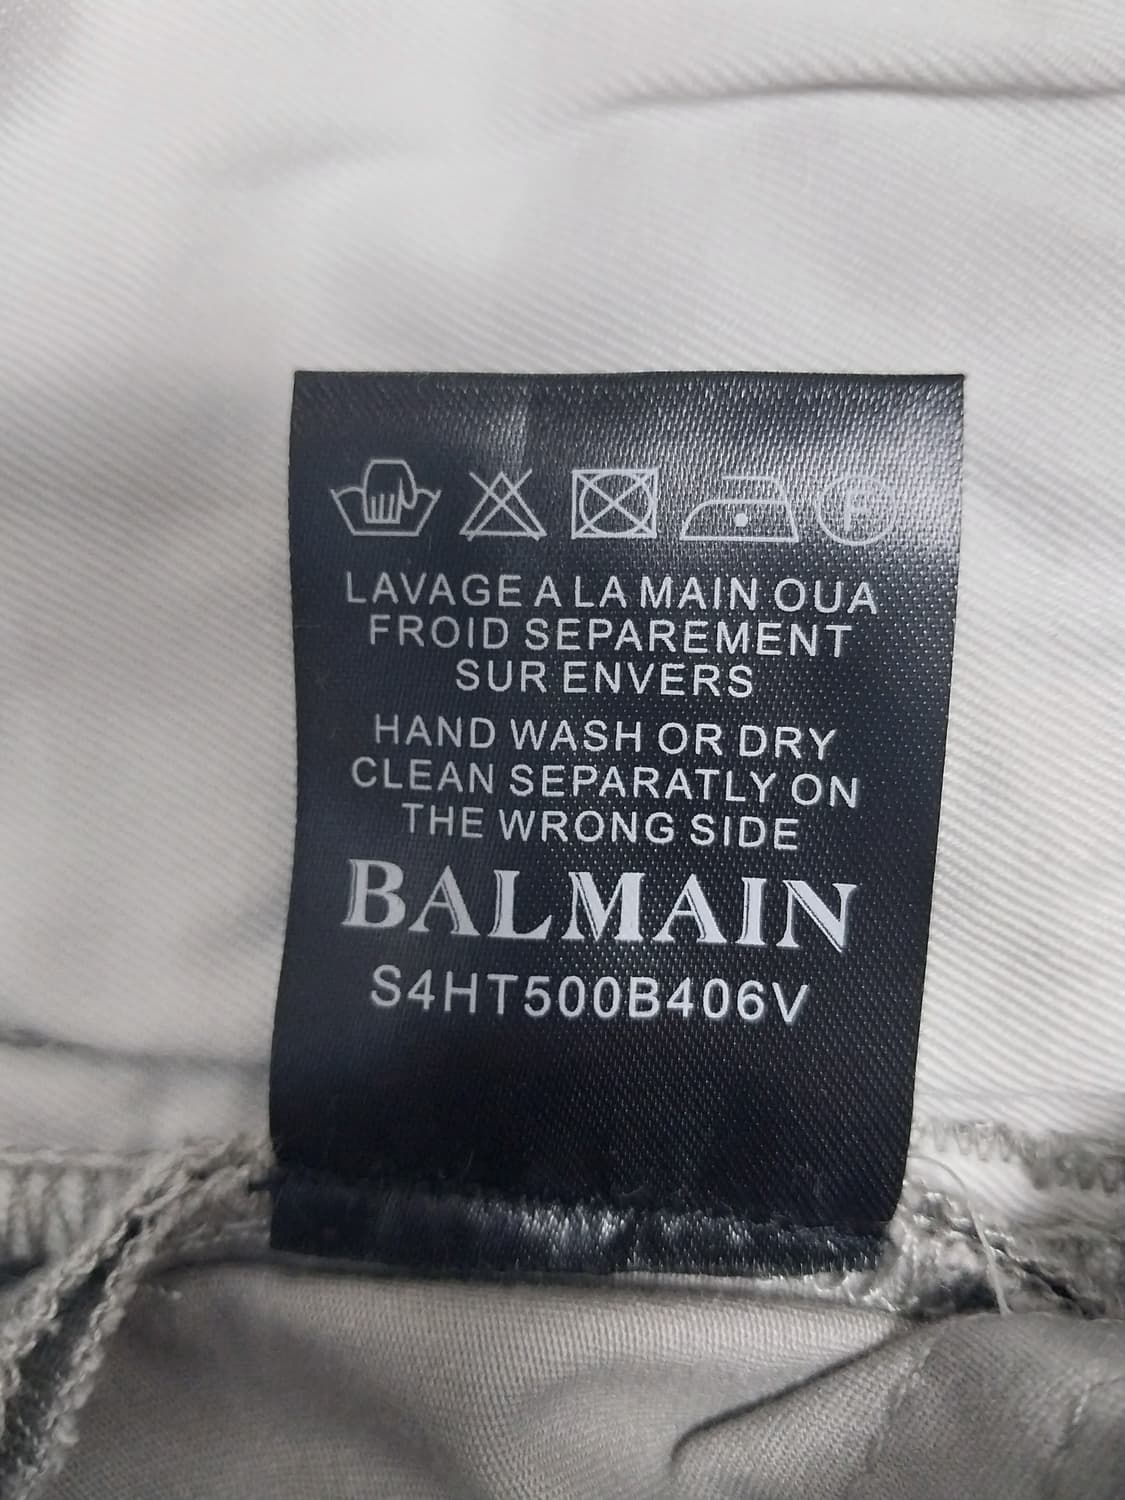 F
LAVAGE A LA MAIN OUA
FROID SEPAREMENT
SUR ENVERS
HAND WASH OR DRY
CLEAN SEPARATLY ON
THE WRONG SIDE
BALMAIN
S4HT500B406V